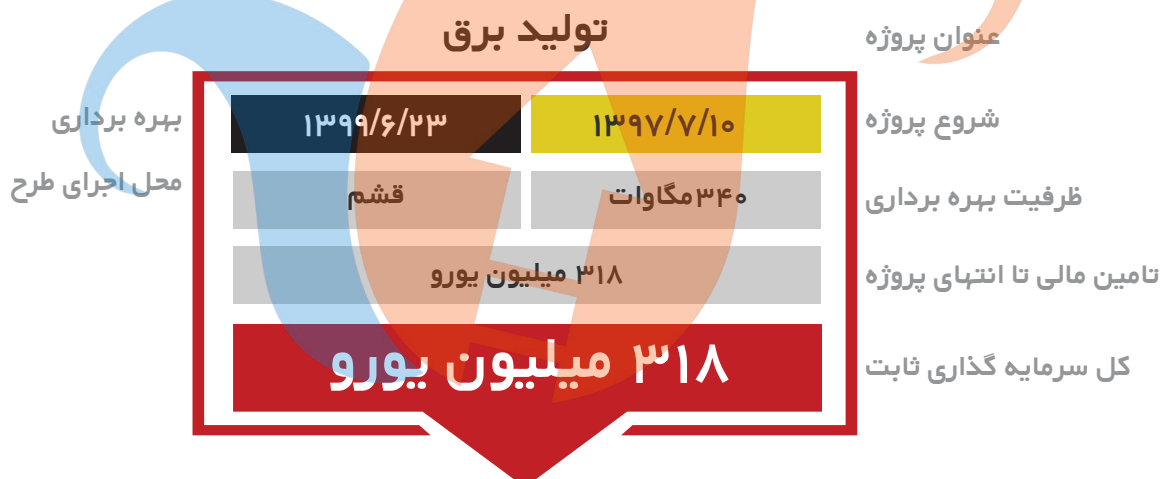 عنوان پروژه
تولید برق
شروع پروژه
۱۳۹۷/۷/۱۰
۱۳۹۹/۶/۲۳
بهره برداری
ظرفیت بهره برداری
۳۴۰مگاوات
قشم
محل اجرای طرح
تامین مالی تا انتهای پروژه
۳۱۸ میلیون یورو
کل سرمایه گذاری ثابت
۳۱۸ میلیون یورو